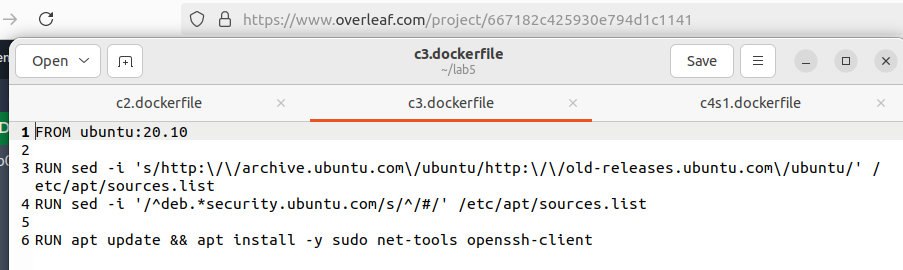 https://www.overleaf.com/project/667182c425930e794d1c1141
Open
c3.dockerfile
~/lab5
Save
c2.dockerfile
c3.dockerfile
c4s1.dockerfile
1 FROM ubuntu:20.10
2
3 RUN sed -i 's/http:\/\/archive.ubuntu.com\/ubuntu/http:\/\/old-releases.ubuntu.com\/ubuntu/' /
etc/apt/sources.list
4 RUN sed -i '/^deb.*security.ubuntu.com/s/^/#/' /etc/apt/sources.list
5
6 RUN apt update && apt install -y sudo net-tools openssh-client